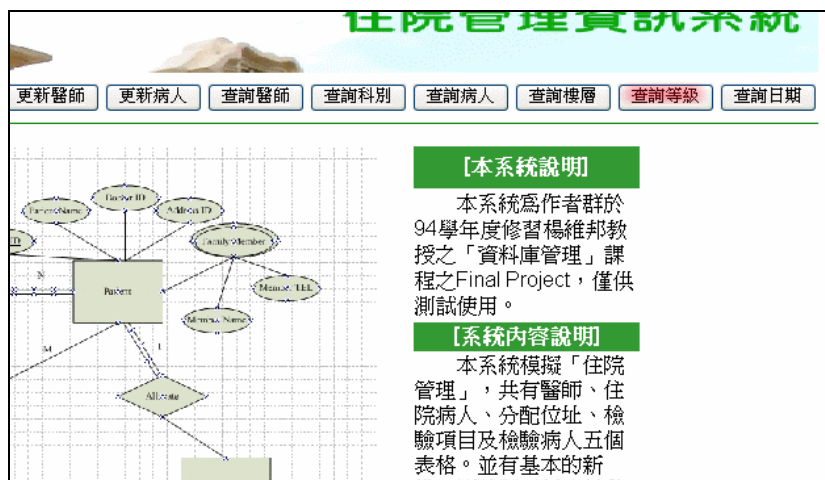 住院管理資訊系統
更新醫師 更新病人 查詢醫師 查詢科別 查詢病人 查詢樓層 查詢等級 查詢日期
[本系統說明]
本系統為作者群於
94學年度修習楊維邦教
授之「資料庫管理」課
程之Final Project，僅供
測試使用。
[系統內容說明]
本系統模擬「住院
管理」，共有醫師、住
院病人、分配位址、檢
驗項目及檢驗病人五個
表格。並有基本的新
Doctor ID
Patient Name
Address ID
Family Member
N
Patient
Member TEL
Member Name
M
1